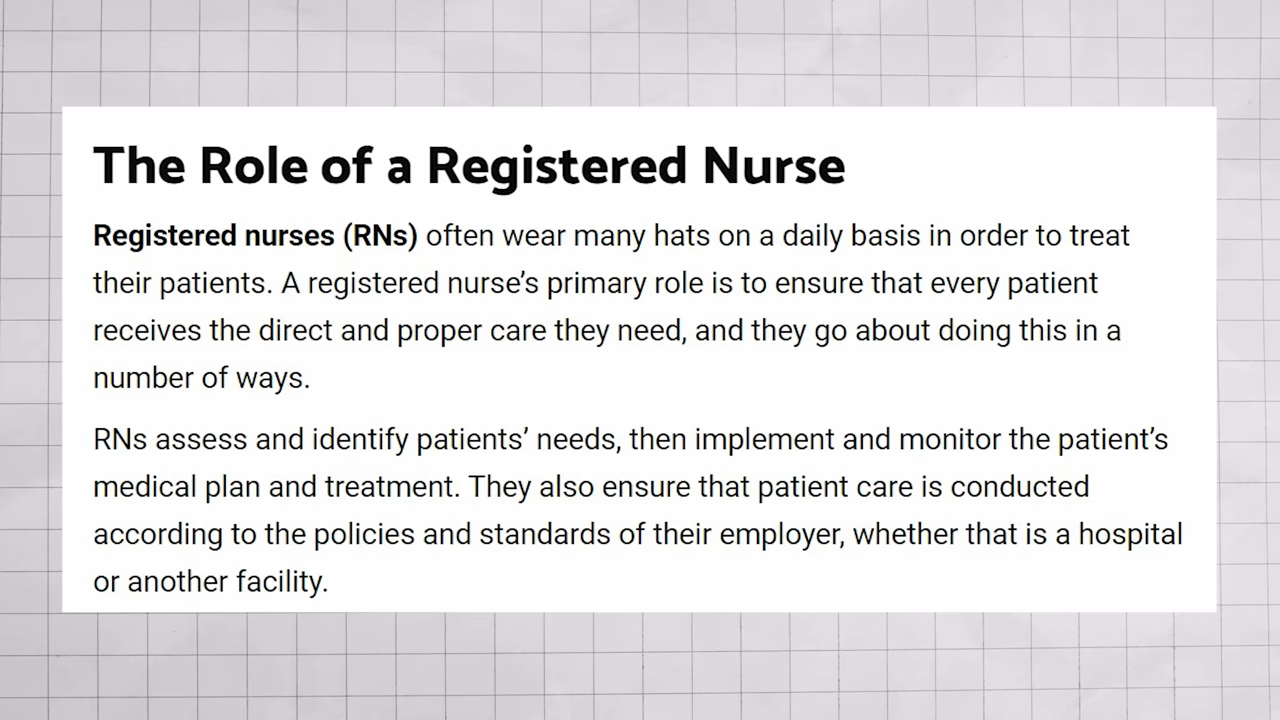 The Role of a Registered Nurse
Registered nurses (RNs) often wear many hats on a daily basis in order to treat
their patients. A registered nurse’s primary role is to ensure that every patient
receives the direct and proper care they need, and they go about doing this in a
number of ways.
RNs assess and identify patients’ needs, then implement and monitor the patient’s
medical plan and treatment. They also ensure that patient care is conducted
according to the policies and standards of their employer, whether that is a hospital
or another facility.